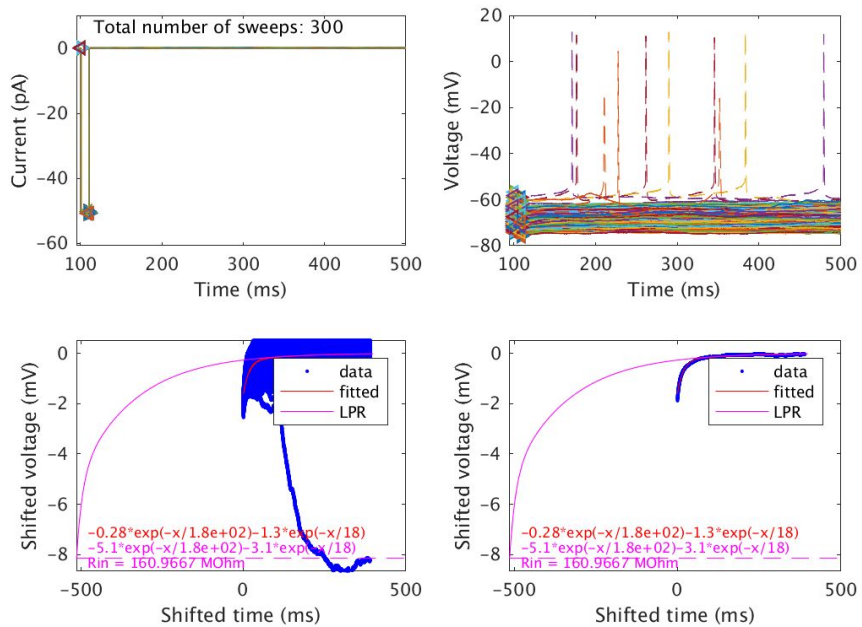 Total number of sweeps: 300
0
-20
-40
-60
Current (pA)
100
200
300
400
500
Time (ms)
20
0
-20
-40
-60
-80
Voltage (mV)
100
200
300
400
500
Time (ms)
0
-2
-4
-6
-8
Shifted voltage (mV)
data
fitted
LPR
-0.28*exp(-x/1.8e+02)-1.3*exp(-x/18)
-5.1*exp(-x/1.8e+02)-3.1*exp(-x/18)
Rin = 160.9667 MOhm
-500
0
500
Shifted time (ms)
0
-2
-4
-6
-8
Shifted voltage (mV)
data
fitted
LPR
-0.28*exp(-x/1.8e+02)-1.3*exp(-x/18)
-5.1*exp(-x/1.8e+02)-3.1*exp(-x/18)
Rin = 160.9667 MOhm
-500
0
500
Shifted time (ms)